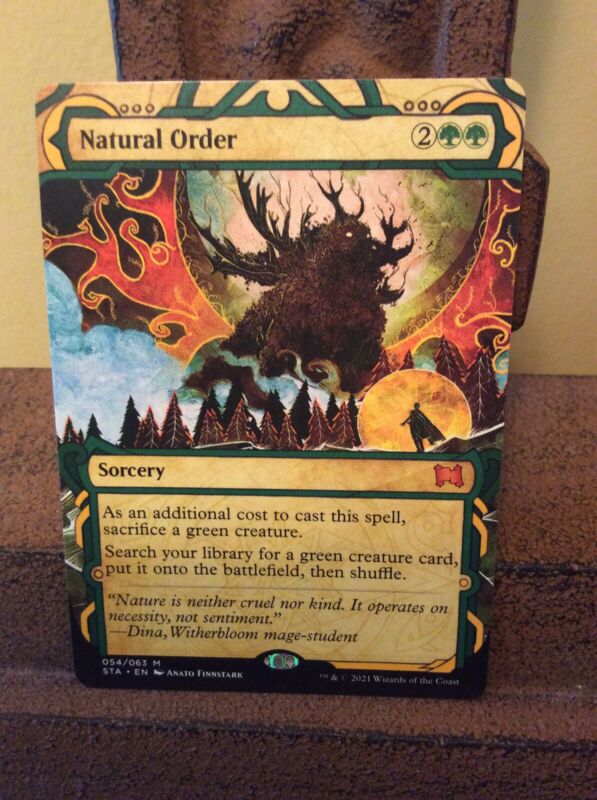 Natural Order 2
Sorcery
As an additional cost to cast this spell,
sacrifice a green creature.
Search your library for a green creature card,
put it onto the battlefield, then shuffle.
“Nature is neither cruel nor kind. It operates on
necessity, not sentiment.”
—Dina, Witherbloom mage-student
054/063 M
STA • EN ANATO FINNSTARK
™ & © 2021 Wizards of the Coast